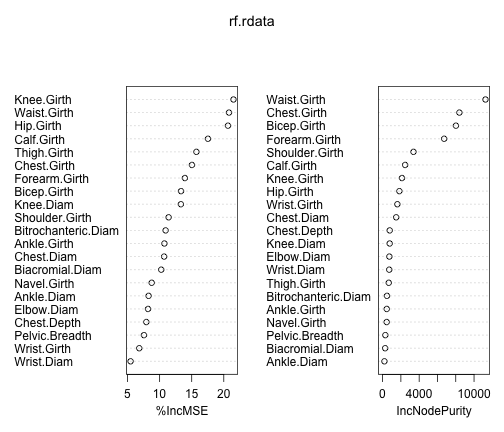 rf.rdata
Knee.Girth
Waist.Girth
Hip.Girth
Calf.Girth
Thigh.Girth
Chest.Girth
Forearm.Girth
Bicep.Girth
Knee.Diam
Shoulder.Girth
Bitrochanteric.Diam
Ankle.Girth
Chest.Diam
Biacromial.Diam
Navel.Girth
Ankle.Diam
Elbow.Diam
Chest.Depth
Pelvic.Breadth
Wrist.Girth
Wrist.Diam
5 10 15 20
%IncMSE
Waist.Girth
Chest.Girth
Bicep.Girth
Forearm.Girth
Shoulder.Girth
Calf.Girth
Knee.Girth
Hip.Girth
Wrist.Girth
Chest.Diam
Chest.Depth
Knee.Diam
Elbow.Diam
Wrist.Diam
Thigh.Girth
Bitrochanteric.Diam
Ankle.Girth
Navel.Girth
Pelvic.Breadth
Biacromial.Diam
Ankle.Diam
0 4000 10000
IncNodePurity